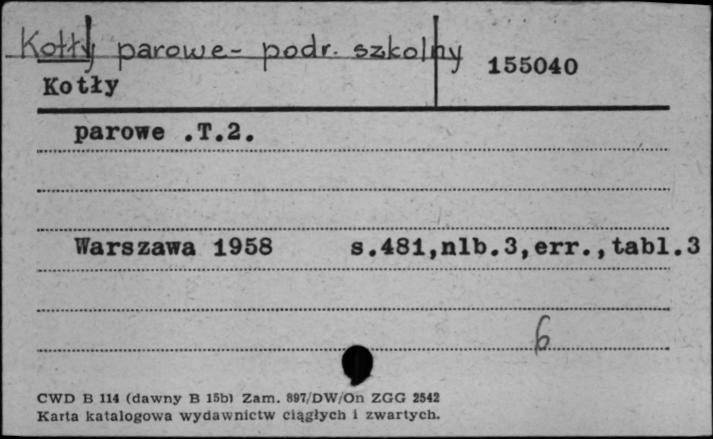 Kotły parowe - podr. szkolny
155040
Kotły
parowe .T.2.
Warszawa 1958 s.481,nlb.3,err.,tabl.3
6
CWD B 114 (dawny B 15b) Zam. 897/DW/On ZGG 2542
Karta katalogowa wydawnictw ciągłych i zwartych.